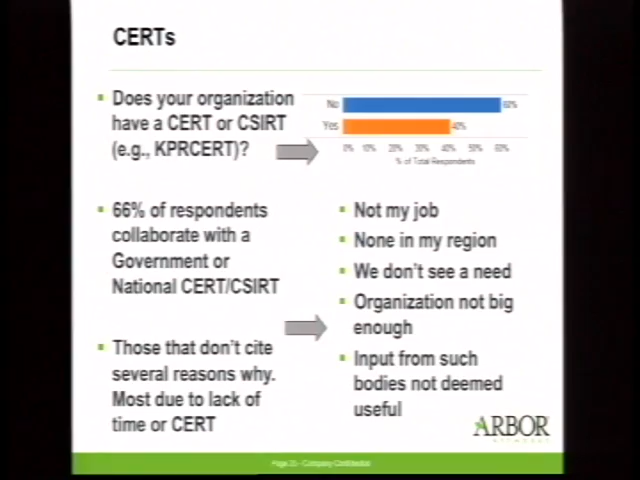 CERTs
Does your organization
have a CERT or CSIRT
(e.g., KPRCERT)?
No
60%
Yes
40%
0% 10% 20% 30% 40% 50% 60%
% of Total Respondents
66% of respondents
collaborate with a
Government or
National CERT/CSIRT
Those that don't cite
several reasons why.
Most due to lack of
time or CERT
Not my job
None in my region
We don't see a need
Organization not big
enough
Input from such
bodies not deemed
useful
ARBOR
Page 20 - Company Confidential